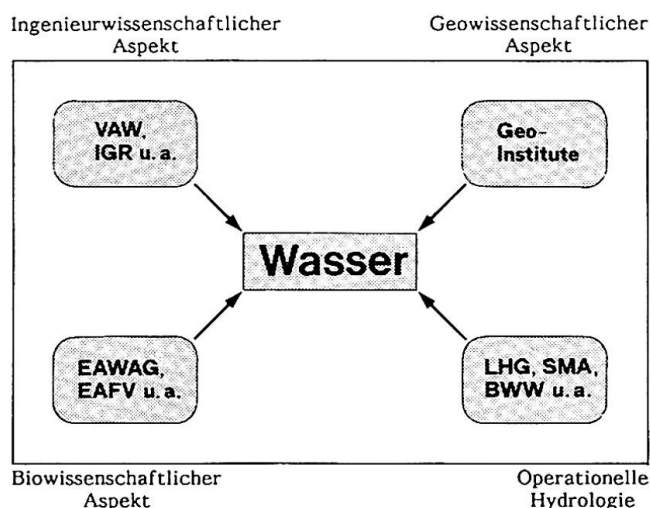 Ingenieurwissenschaftlicher
Aspekt
Geowissenschaftlicher
Aspekt
VAW,
IGR u. a.
Geo-
Institute
Wasser
EAWAG,
EAFV u. a.
LHG, SMA,
BWW u. a.
Biowissenschaftlicher
Aspekt
Operationelle
Hydrologie